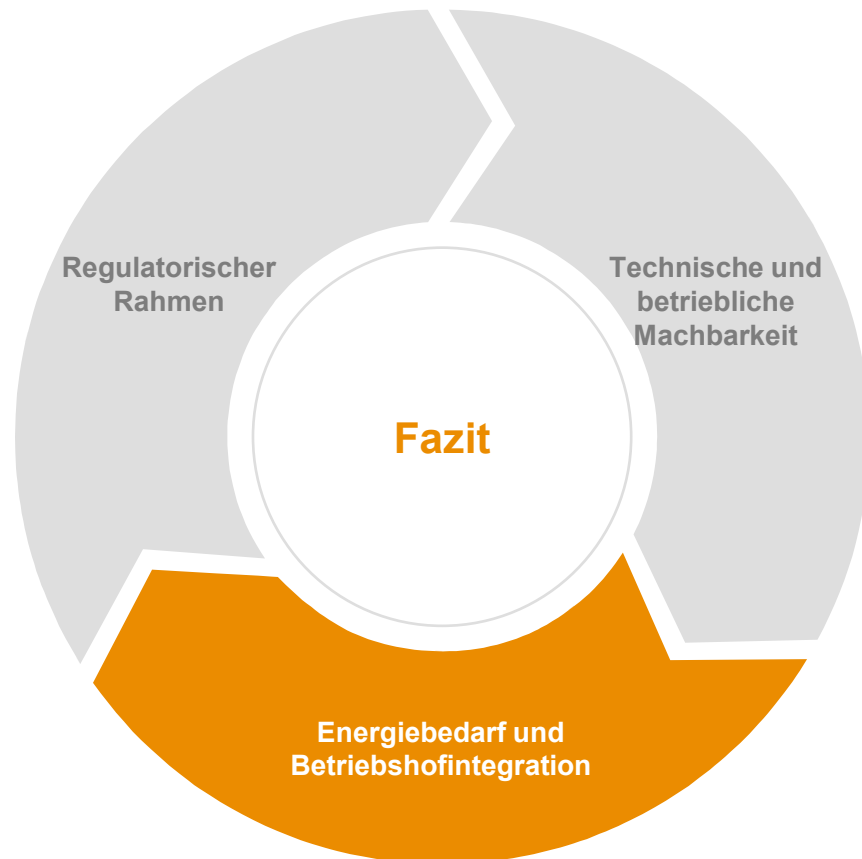 Regulatorischer
Rahmen
Technische und
betriebliche
Machbarkeit
Fazit
Energiebedarf und
Betriebshofintegration